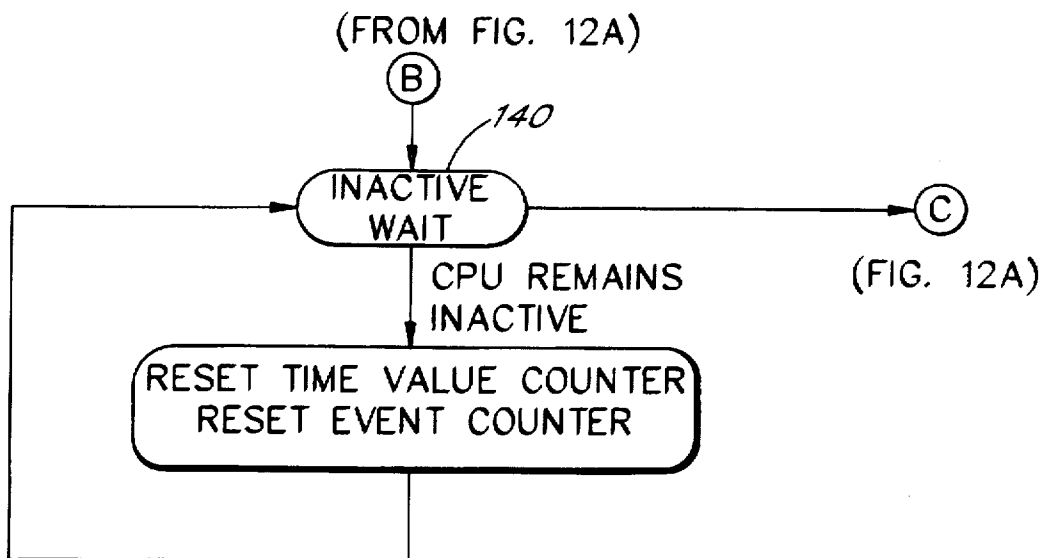 (FROM FIG. 12A)
B
140
INACTIVE
WAIT
C
(FIG. 12A)
CPU REMAINS
INACTIVE
RESET TIME VALUE COUNTER
RESET EVENT COUNTER